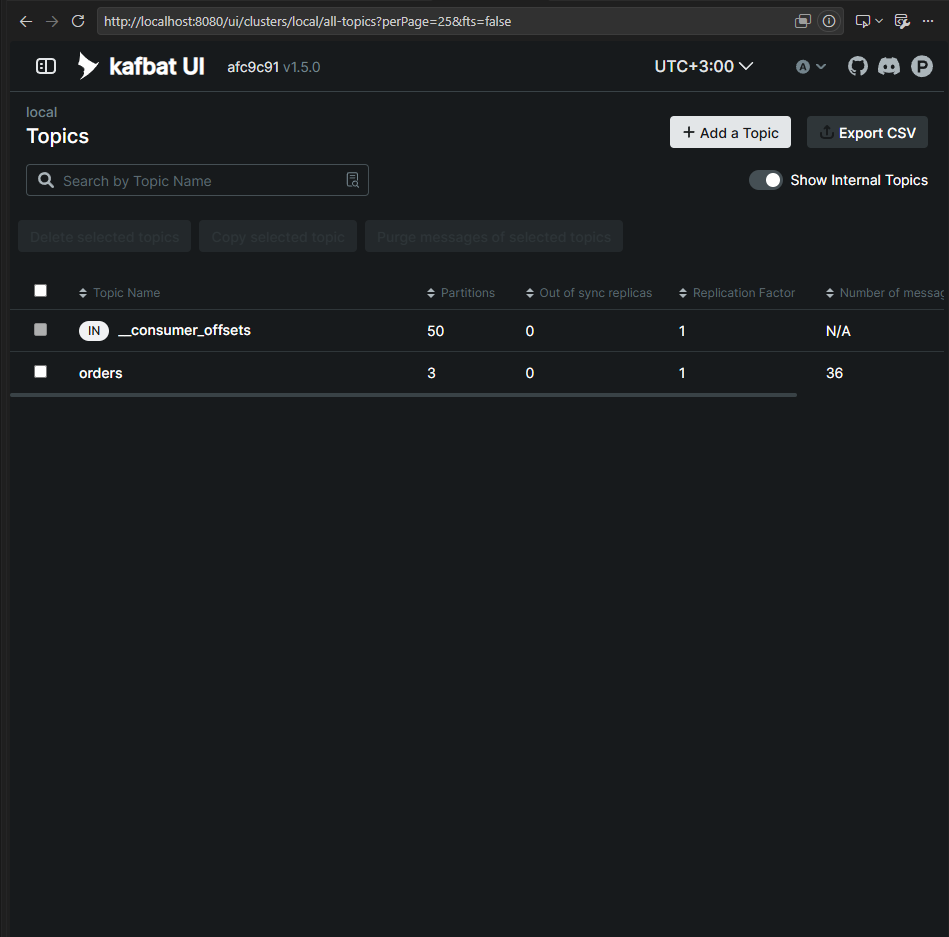 http://localhost:8080/ui/clusters/local/all-topics?perPage=25&fts=false
kafbat UI afc9c91 v1.5.0 UTC+3:00 A P
local
Topics
Add a Topic Export CSV
Search by Topic Name Show Internal Topics
Delete selected topics Copy selected topic Purge messages of selected topics
Topic Name Partitions Out of sync replicas Replication Factor Number of messag
IN __consumer_offsets 50 0 1 N/A
orders 3 0 1 36